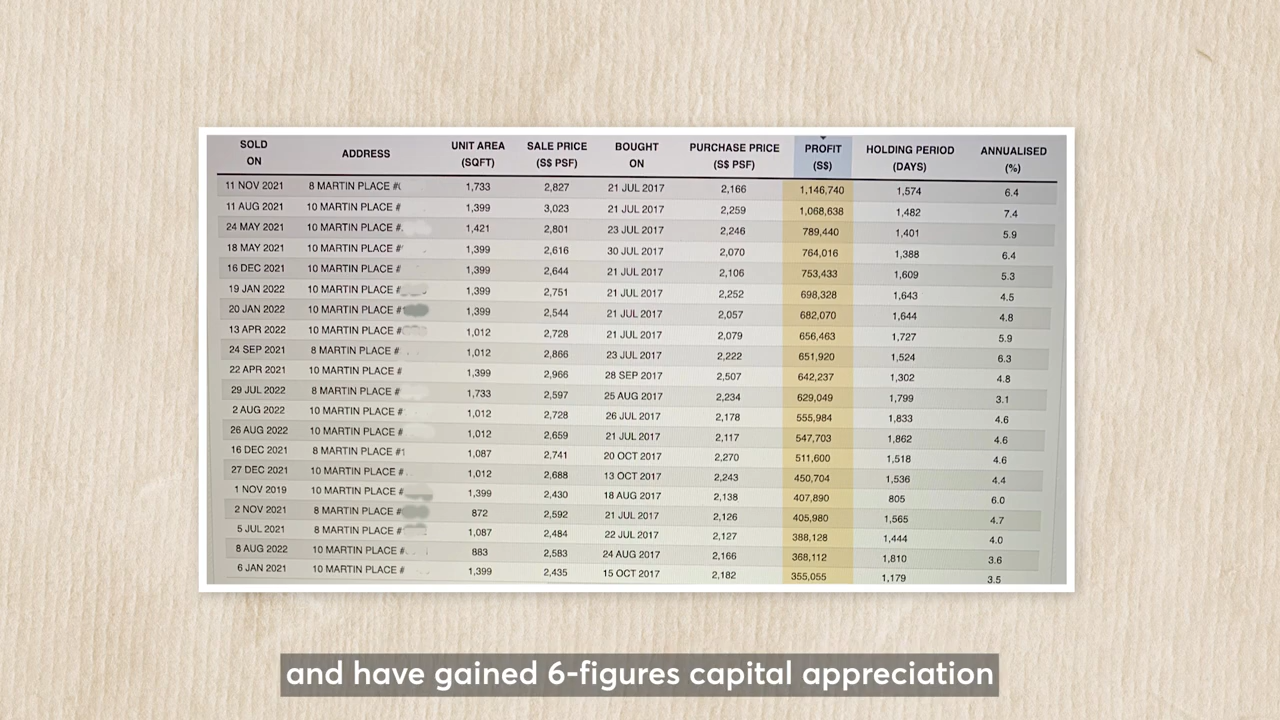 SOLD ON ADDRESS UNIT AREA (SQFT) SALE PRICE (S$ PSF) BOUGHT ON PURCHASE PRICE (S$ PSF) PROFIT (S$) HOLDING PERIOD (DAYS) ANNUALISED (%)
11 NOV 2021 8 MARTIN PLACE # 1,733 2,827 21 JUL 2017 2,166 1,146,740 1,574 6.4
11 AUG 2021 10 MARTIN PLACE # 1,399 3,023 21 JUL 2017 2,259 1,068,638 1,482 7.4
24 MAY 2021 10 MARTIN PLACE # 1,421 2,801 23 JUL 2017 2,246 789,440 1,401 5.9
18 MAY 2021 10 MARTIN PLACE # 1,399 2,616 30 JUL 2017 2,070 764,016 1,388 6.4
16 DEC 2021 10 MARTIN PLACE # 1,399 2,644 21 JUL 2017 2,106 753,433 1,609 5.3
19 JAN 2022 10 MARTIN PLACE # 1,399 2,751 21 JUL 2017 2,252 698,328 1,643 4.5
20 JAN 2022 10 MARTIN PLACE # 1,399 2,544 21 JUL 2017 2,057 682,070 1,644 4.8
13 APR 2022 10 MARTIN PLACE # 1,012 2,728 21 JUL 2017 2,079 656,463 1,727 5.9
24 SEP 2021 8 MARTIN PLACE # 1,012 2,866 23 JUL 2017 2,222 651,920 1,524 6.3
22 APR 2021 10 MARTIN PLACE # 1,399 2,966 28 SEP 2017 2,507 642,237 1,302 4.8
29 JUL 2022 8 MARTIN PLACE # 1,733 2,597 25 AUG 2017 2,234 629,049 1,799 3.1
2 AUG 2022 10 MARTIN PLACE # 1,012 2,728 26 JUL 2017 2,178 555,984 1,833 4.6
26 AUG 2022 10 MARTIN PLACE # 1,012 2,659 21 JUL 2017 2,117 547,703 1,862 4.6
16 DEC 2021 8 MARTIN PLACE #1 1,087 2,741 20 OCT 2017 2,270 511,600 1,518 4.6
27 DEC 2021 10 MARTIN PLACE # 1,012 2,688 13 OCT 2017 2,243 450,704 1,536 4.4
1 NOV 2019 10 MARTIN PLACE # 1,399 2,430 18 AUG 2017 2,138 407,890 805 6.0
2 NOV 2021 8 MARTIN PLACE # 872 2,592 21 JUL 2017 2,126 405,980 1,565 4.7
5 JUL 2021 8 MARTIN PLACE # 1,087 2,484 22 JUL 2017 2,127 388,128 1,444 4.0
8 AUG 2022 10 MARTIN PLACE # 883 2,583 24 AUG 2017 2,166 368,112 1,810 3.6
6 JAN 2021 10 MARTIN PLACE # 1,399 2,435 15 OCT 2017 2,182 355,055 1,179 3.5
and have gained 6-figures capital appreciation